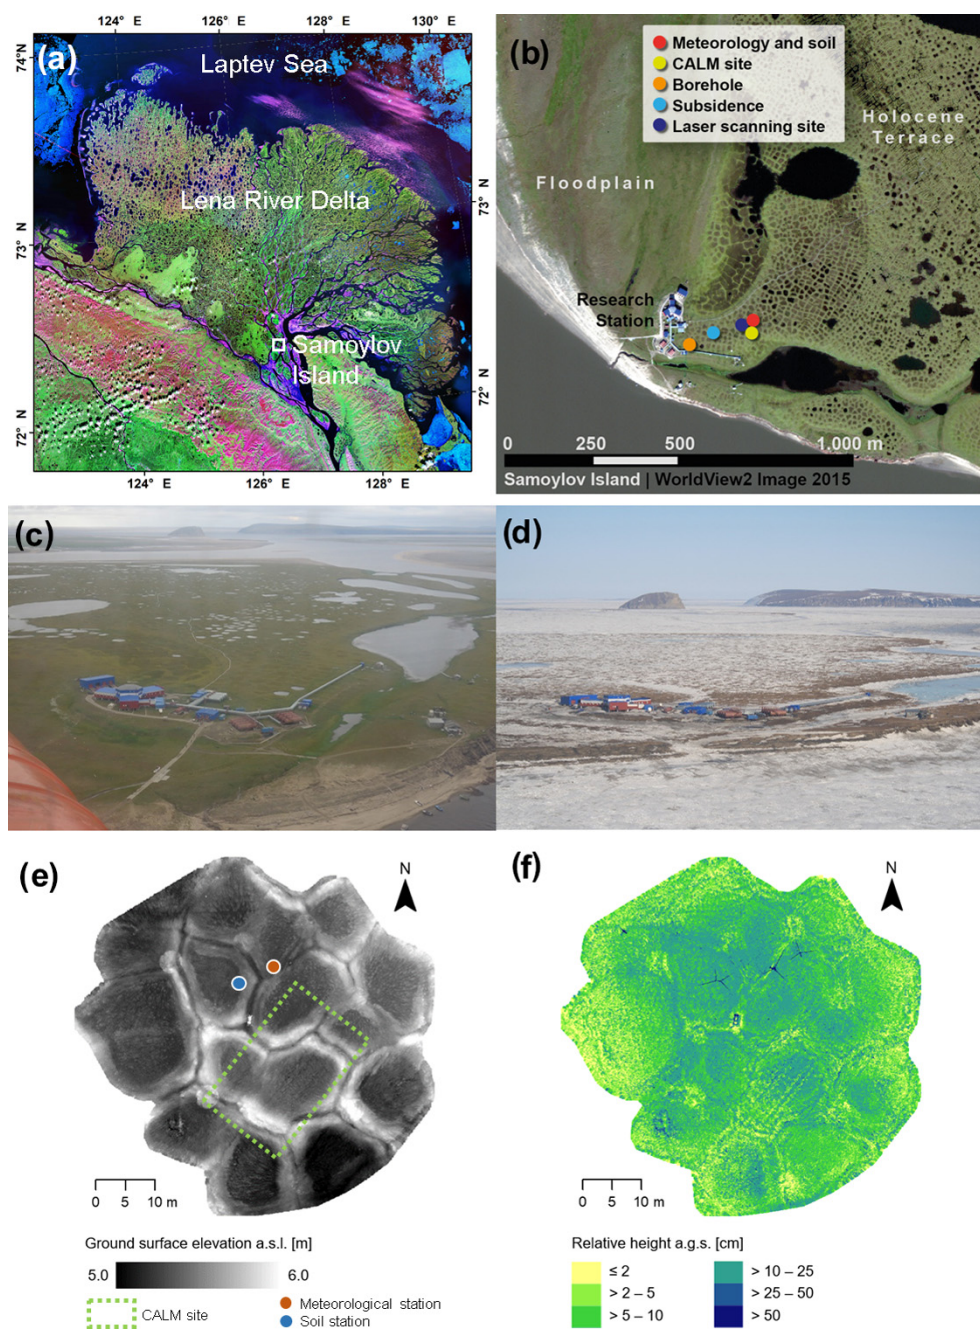 124° E 126° E 128° E 130° E
(a)
Laptev Sea
74° N
73° N
Lena River Delta
73° N
Samoylov
Island
72° N
72° N
124° E 126° E 128° E
(b)
Meteorology and soil
CALM site
Borehole
Subsidence
Laser scanning site
Holocene
Terrace
Floodplain
Research
Station
0 250 500 1.000 m
Samoylov Island | WorldView2 Image 2015
(c)
(d)
(e)
N
0 5 10 m
Ground surface elevation a.s.l. [m]
5.0 6.0
CALM site
Meteorological station
Soil station
(f)
N
0 5 10 m
Relative height a.g.s. [cm]
≤ 2
> 2 – 5
> 5 – 10
> 10 – 25
> 25 – 50
> 50